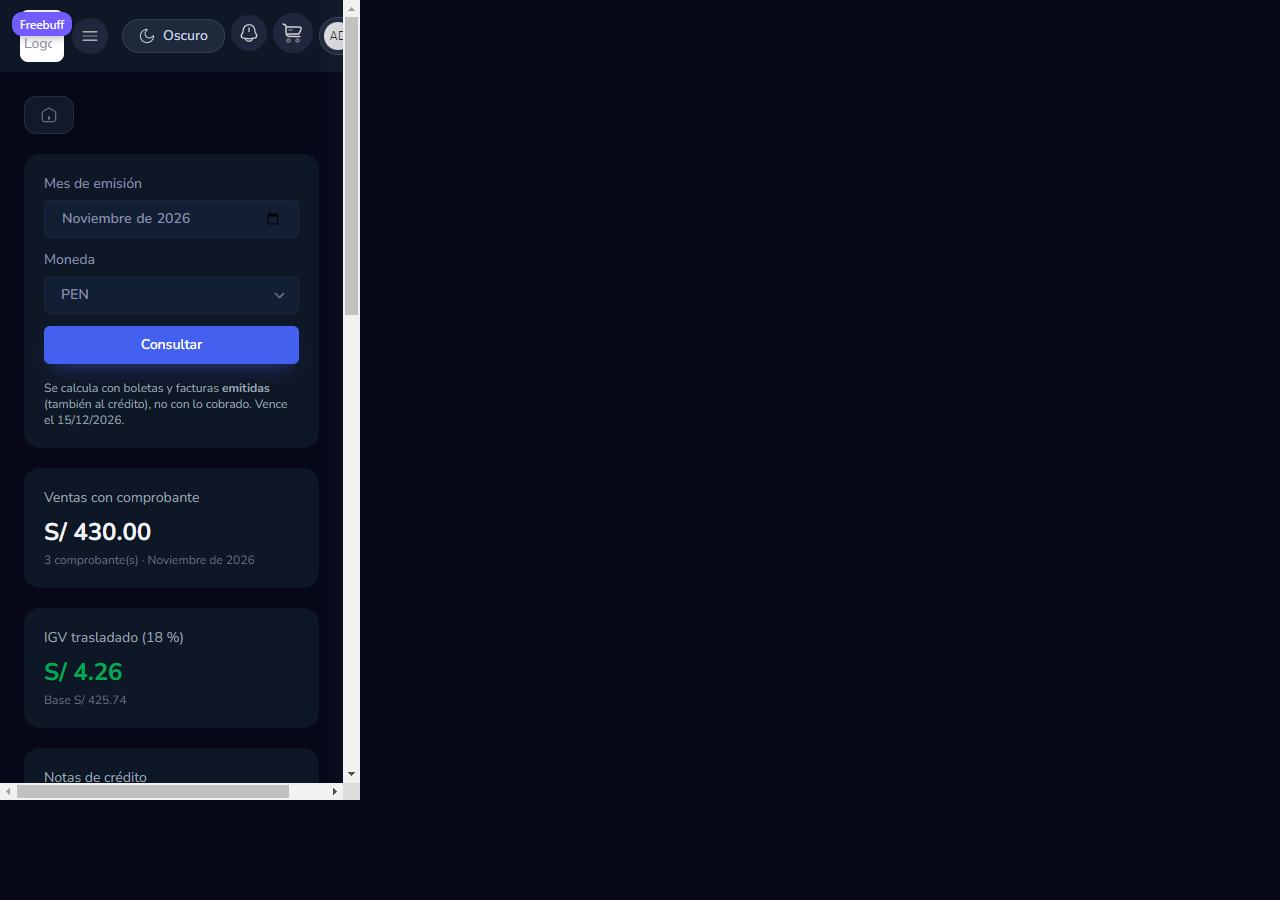 Freebuff
Logo
Oscuro
AD
Mes de emisión
Noviembre de 2026
Moneda
PEN
Consultar
Se calcula con boletas y facturas emitidas
(también al crédito), no con lo cobrado. Vence
el 15/12/2026.
Ventas con comprobante
S/ 430.00
3 comprobante(s) · Noviembre de 2026
IGV trasladado (18 %)
S/ 4.26
Base S/ 425.74
Notas de crédito